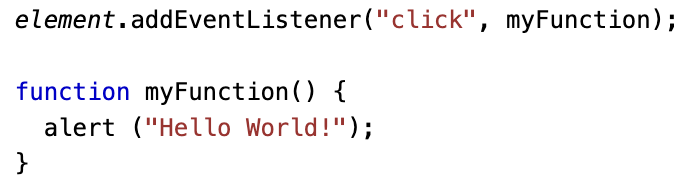 element.addEventListener("click", myFunction);
function myFunction() {
  alert ("Hello World!");
}